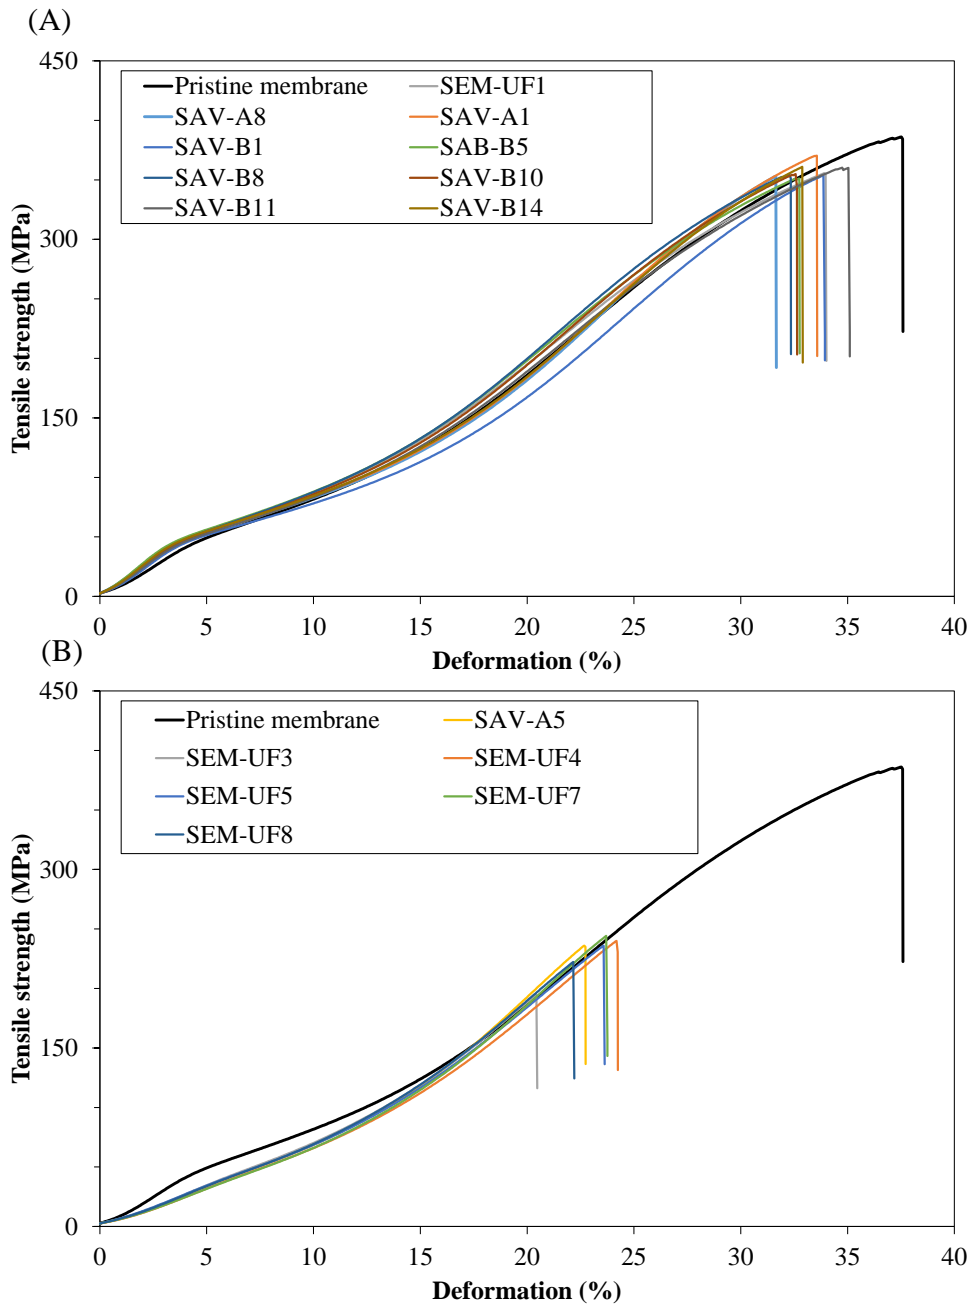 (A)
450
300
150
0
Tensile strength (MPa)
Pristine membrane SEM-UF1
SAV-A8 SAV-A1
SAV-B1 SAB-B5
SAV-B8 SAV-B10
SAV-B11 SAV-B14
0 5 10 15 20 25 30 35 40
Deformation (%)
(B)
450
300
150
0
Tensile strength (MPa)
Pristine membrane SAV-A5
SEM-UF3 SEM-UF4
SEM-UF5 SEM-UF7
SEM-UF8
0 5 10 15 20 25 30 35 40
Deformation (%)